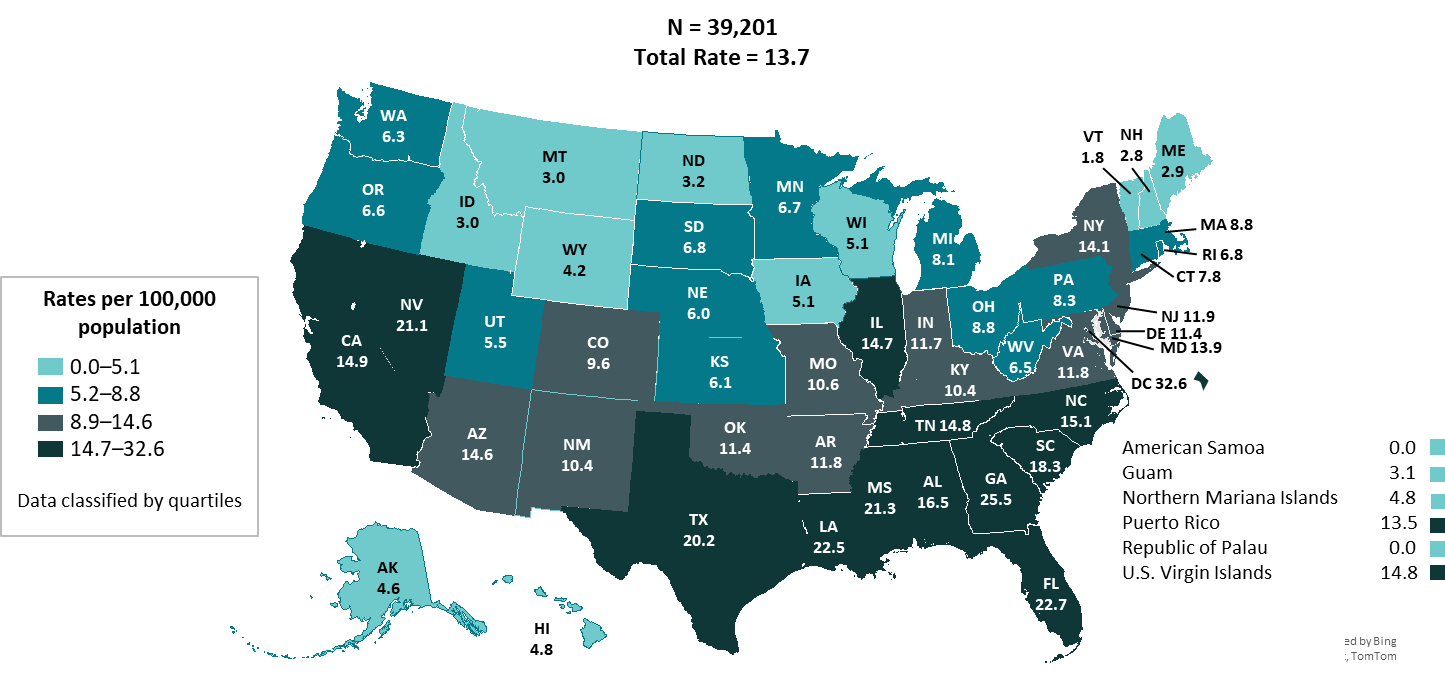 N = 39,201
Total Rate = 13.7
WA
6.3
OR
6.6
ID
3.0
MT
3.0
WY
4.2
ND
3.2
SD
6.8
MN
6.7
WI
5.1
MI
8.1
VT
1.8
NH
2.8
ME
2.9
NY
14.1
MA 8.8
RI 6.8
CT 7.8
PA
8.3
NJ 11.9
DE 11.4
MD 13.9
DC 32.6
Rates per 100,000
population
0.0–5.1
5.2–8.8
8.9–14.6
14.7–32.6
Data classified by quartiles
CA
14.9
NV
21.1
UT
5.5
CO
9.6
NE
6.0
KS
6.1
IA
5.1
MO
10.6
IL
14.7
IN
11.7
OH
8.8
WV
6.5
VA
11.8
KY
10.4
NC
15.1
TN 14.8
SC
18.3
GA
25.5
AL
16.5
MS
21.3
LA
22.5
AR
11.8
OK
11.4
TX
20.2
NM
10.4
AZ
14.6
FL
22.7
AK
4.6
HI
4.8
American Samoa 0.0
Guam 3.1
Northern Mariana Islands 4.8
Puerto Rico 13.5
Republic of Palau 0.0
U.S. Virgin Islands 14.8
ed by Bing
, TomTom